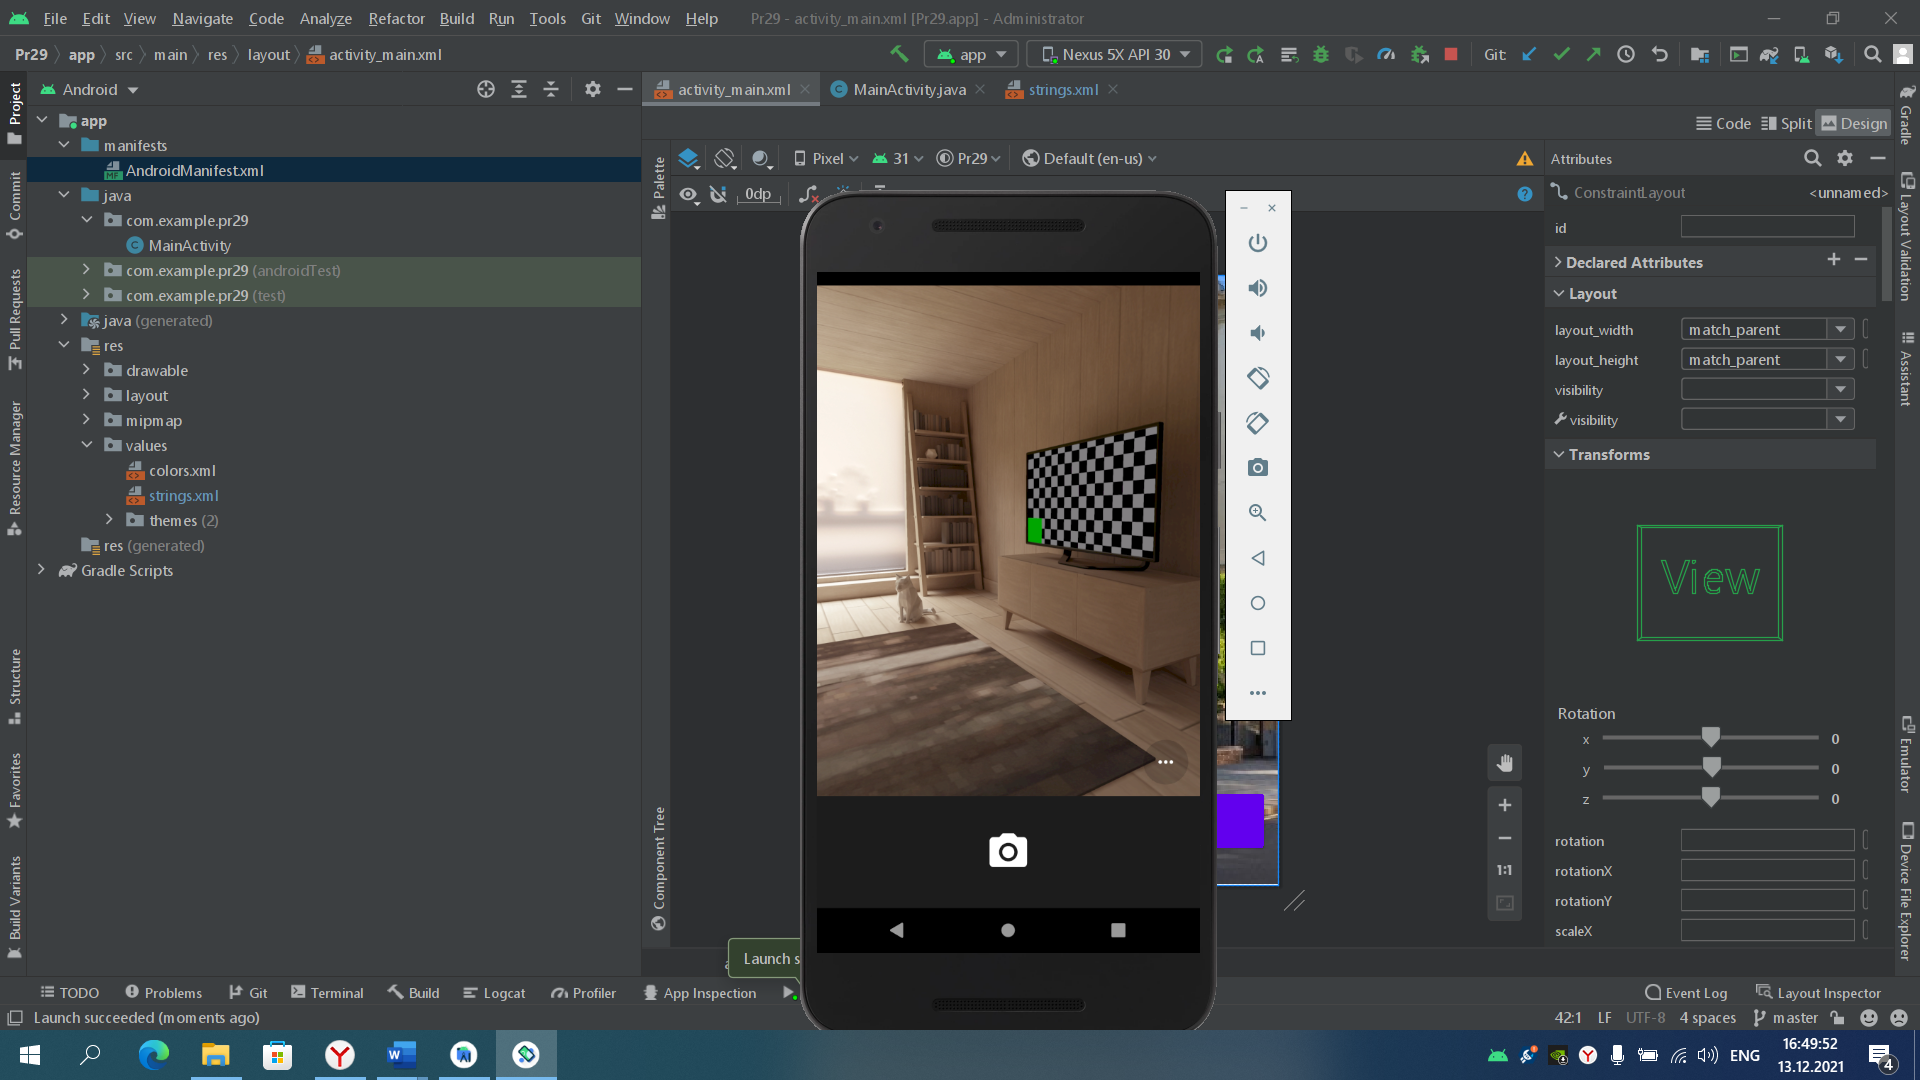 File Edit View Navigate Code Analyze Refactor Build Run Tools Git Window Help Pr29 - activity_main.xml [Pr29.app] - Administrator
Pr29 app src main res layout activity_main.xml app Nexus 5X API 30 Git:
Android activity_main.xml MainActivity.java strings.xml
Code Split Design
Pixel 31 Pr29 Default (en-us) Attributes
0dp
ConstraintLayout <unnamed>
id
Declared Attributes
Layout
layout_width match_parent
layout_height match_parent
visibility
visibility
Transforms
View
Rotation
x 0
y 0
z 0
rotation
rotationX
rotationY
scaleX
app
manifests
AndroidManifest.xml
java
com.example.pr29
MainActivity
com.example.pr29 (androidTest)
com.example.pr29 (test)
java (generated)
res
drawable
layout
mipmap
values
colors.xml
strings.xml
themes (2)
res (generated)
Gradle Scripts
Project
Commit
Pull Requests
Resource Manager
Structure
Favorites
Build Variants
Palette
Component Tree
Gradle
Layout Validation
Assistant
Emulator
Device File Explorer
1:1
Launch s
TODO Problems Git Terminal Build Logcat Profiler App Inspection Event Log Layout Inspector
Launch succeeded (moments ago) 42:1 LF UTF-8 4 spaces master
ENG 16:49:52
13.12.2021
4